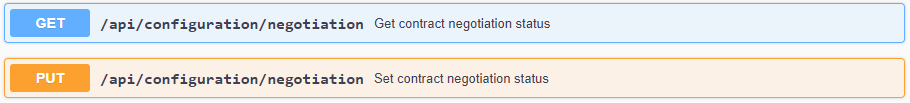 GET /api/configuration/negotiation Get contract negotiation status
PUT /api/configuration/negotiation Set contract negotiation status